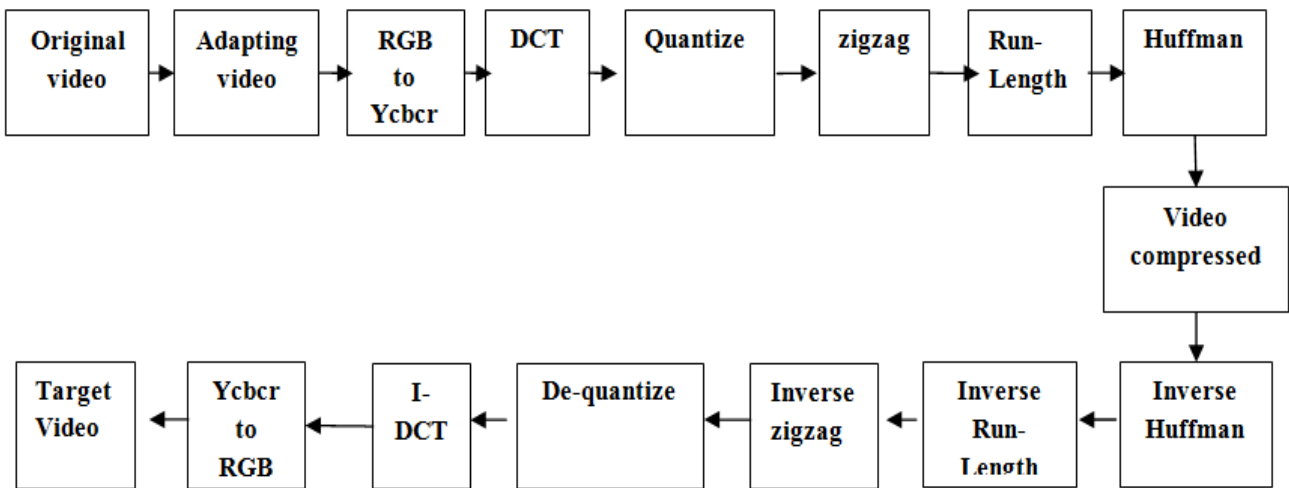 Original
video
Adapting
video
RGB
to
Ycbcr
DCT
Quantize
zigzag
Run-
Length
Huffman
Video
compressed
Inverse
Huffman
Inverse
Run-
Length
Inverse
zigzag
De-quantize
I-
DCT
Ycbcr
to
RGB
Target
Video